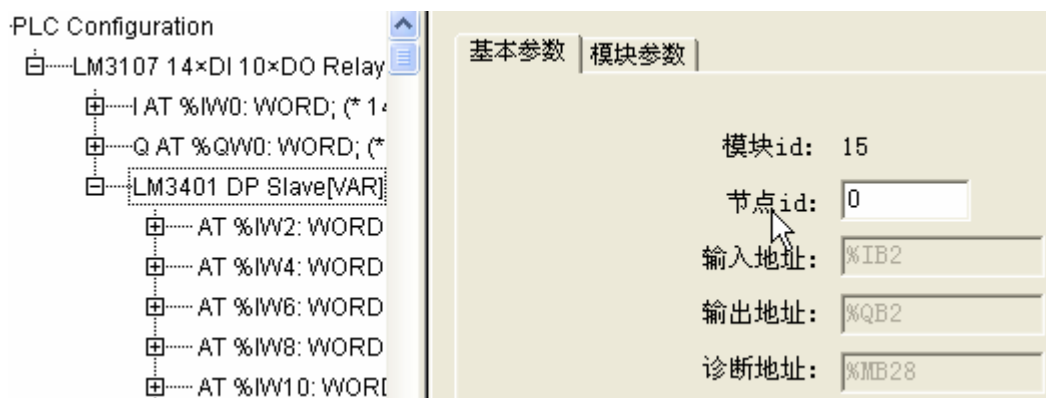 PLC Configuration
LM3107 14×DI 10×DO Relay
I AT %IW0: WORD; (* 14
Q AT %QW0: WORD; (*
LM3401 DP Slave[VAR]
AT %IW2: WORD
AT %IW4: WORD
AT %IW6: WORD
AT %IW8: WORD
AT %IW10: WORD
基本参数 模块参数
模块id: 15
节点id: 0
输入地址: %IB2
输出地址: %QB2
诊断地址: %MB28